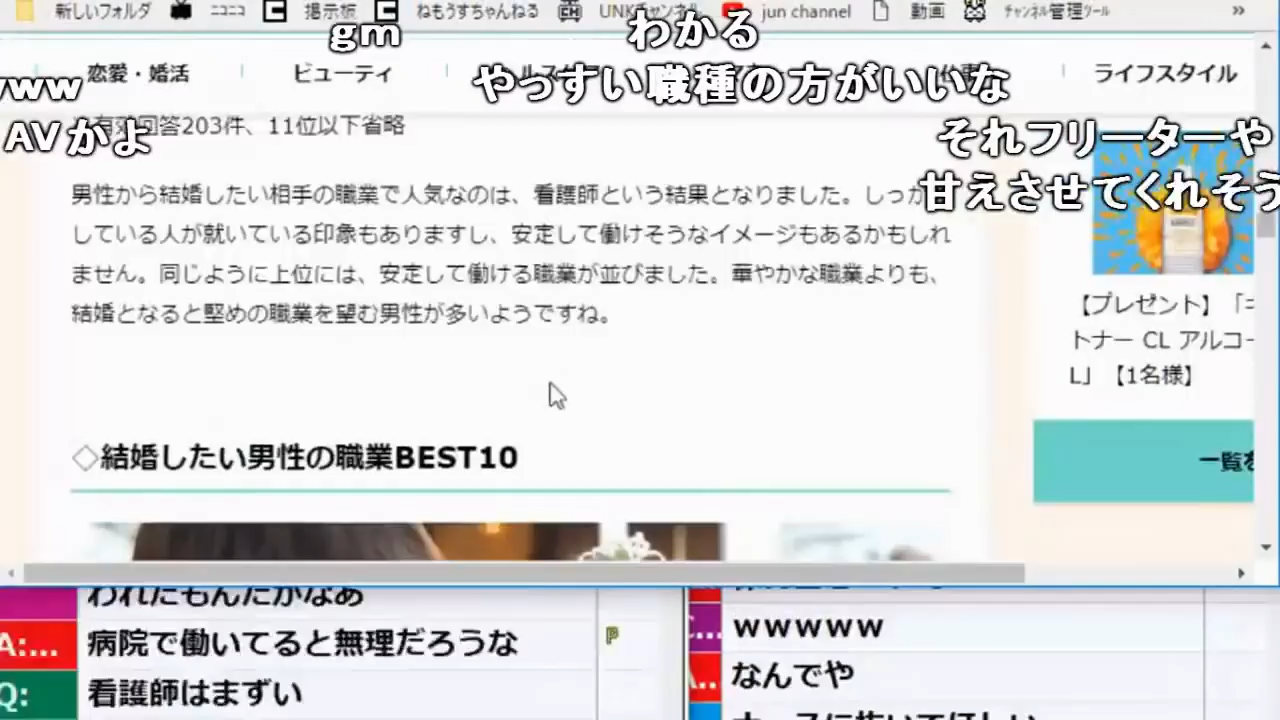 新しいフォルダ
ﾆｺﾆｺ
掲示板
ねもうすちゃんねる
UNKチャンネル
jun channel
動画
ﾁｬﾝﾈﾙ管理ﾂｰﾙ
»
gm
わかる
www
恋愛・婚活
ビューティ
やっすい職種の方がいいな
ライフスタイル
AVかよ
有効回答203件、11位以下省略
それフリーターや
甘えさせてくれそう
男性から結婚したい相手の職業で人気なのは、看護師という結果となりました。しっか
している人が就いている印象もありますし、安定して働けそうなイメージもあるかもしれ
ません。同じように上位には、安定して働ける職業が並びました。華やかな職業よりも、
結婚となると堅めの職業を望む男性が多いようですね。
【プレゼント】「ニ
トナー CL アルコー
L」【1名様】
◇結婚したい男性の職業BEST10
一覧を
われたもんだがなあ
A:...
病院で働いてると無理だろうな
P
Q:
看護師はまずい
C...
wwwww
A..
なんでや